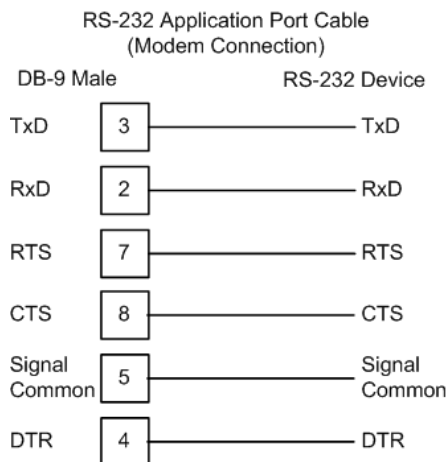 RS-232 Application Port Cable
(Modem Connection)
DB-9 Male RS-232 Device
TxD 3 TxD
RxD 2 RxD
RTS 7 RTS
CTS 8 CTS
Signal Common 5 Signal Common
DTR 4 DTR